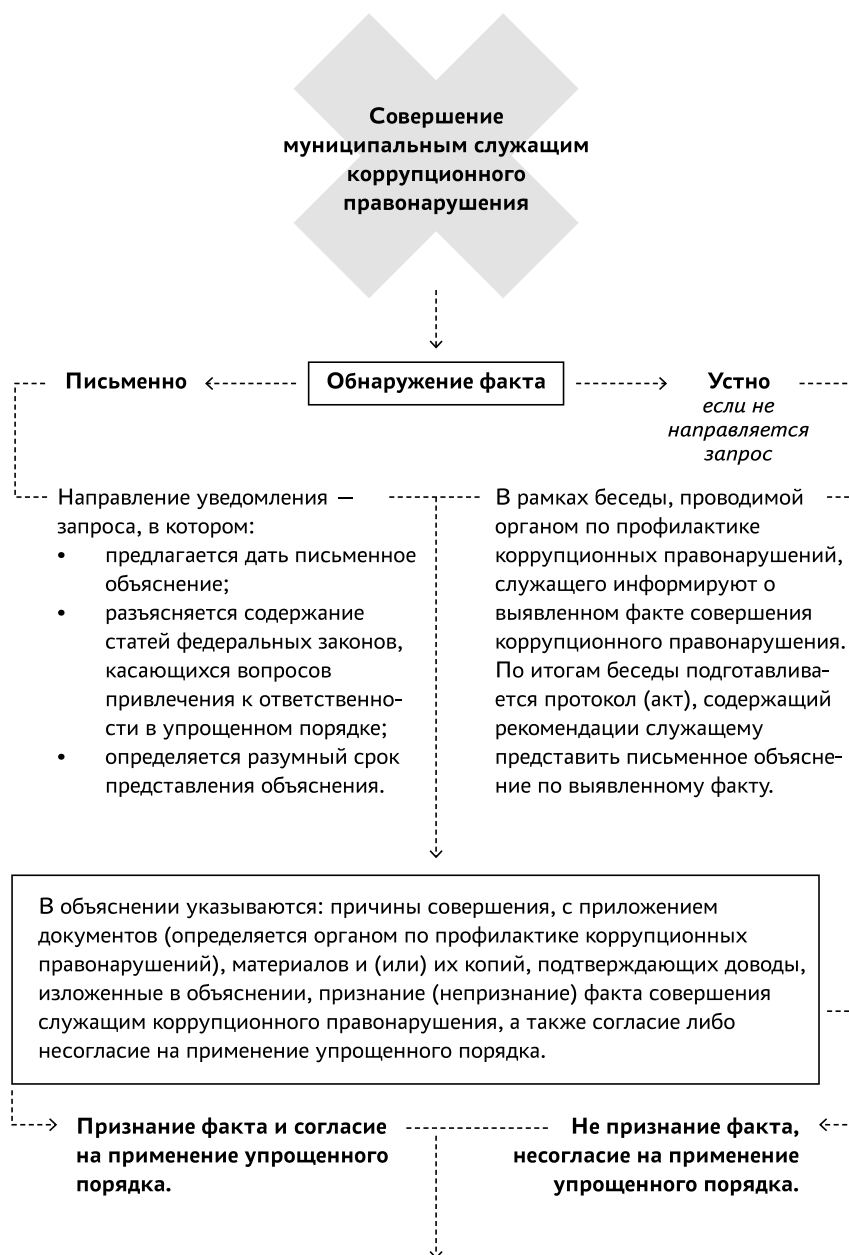 Совершение
муниципальным служащим
коррупционного
правонарушения
Письменно
Обнаружение факта
Устно
если не
направляется
запрос
Направление уведомления —
запроса, в котором:
• предлагается дать письменное
объяснение;
• разъясняется содержание
статей федеральных законов,
касающихся вопросов
привлечения к ответственно-
сти в упрощенном порядке;
• определяется разумный срок
представления объяснения.
В рамках беседы, проводимой
органом по профилактике
коррупционных правонарушений,
служащего информируют о
выявленном факте совершения
коррупционного правонарушения.
По итогам беседы подготавлива-
ется протокол (акт), содержащий
рекомендации служащему
представить письменное объясне-
ние по выявленному факту.
В объяснении указываются: причины совершения, с приложением
документов (определяется органом по профилактике коррупционных
правонарушений), материалов и (или) их копий, подтверждающих доводы,
изложенные в объяснении, признание (непризнание) факта совершения
служащим коррупционного правонарушения, а также согласие либо
несогласие на применение упрощенного порядка.
Признание факта и согласие
на применение упрощенного
порядка.
Не признание факта,
несогласие на применение
упрощенного порядка.